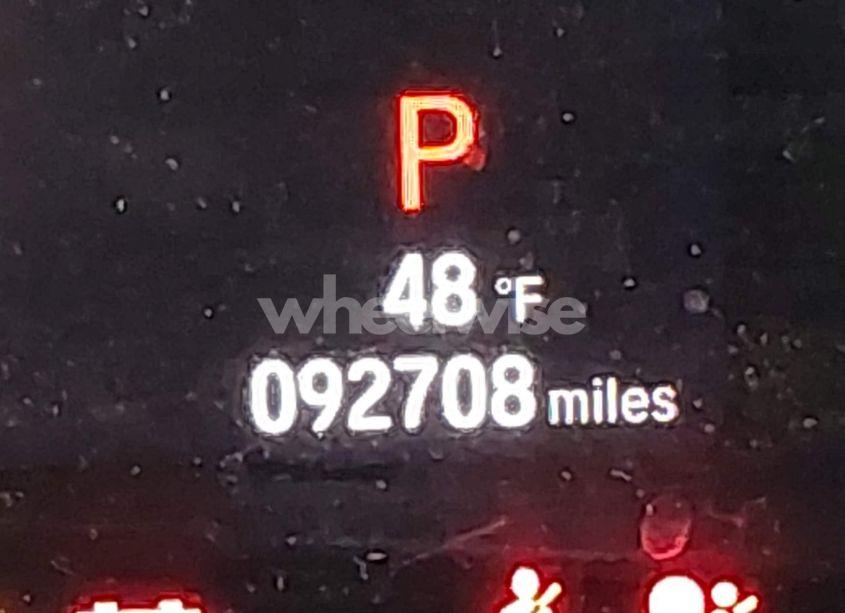 P
48 °F
wheelwise
092708 miles